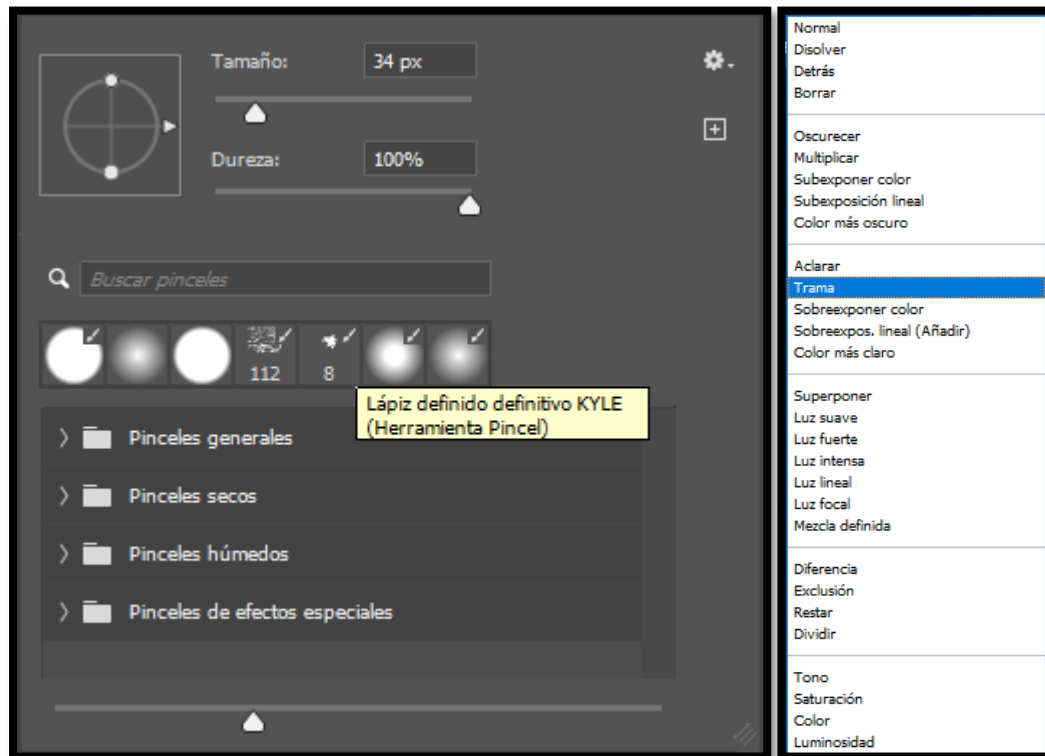 Tamaño:
34 px
Dureza:
100%
Buscar pinceles
112
8
Lápiz definido definitivo KYLE
(Herramienta Pincel)
Pinceles generales
Pinceles secos
Pinceles húmedos
Pinceles de efectos especiales
Normal
Disolver
Detrás
Borrar
Oscurecer
Multiplicar
Subexponer color
Subexposición lineal
Color más oscuro
Aclarar
Trama
Sobreexponer color
Sobreexpos. lineal (Añadir)
Color más claro
Superponer
Luz suave
Luz fuerte
Luz intensa
Luz lineal
Luz focal
Mezcla definida
Diferencia
Exclusión
Restar
Dividir
Tono
Saturación
Color
Luminosidad